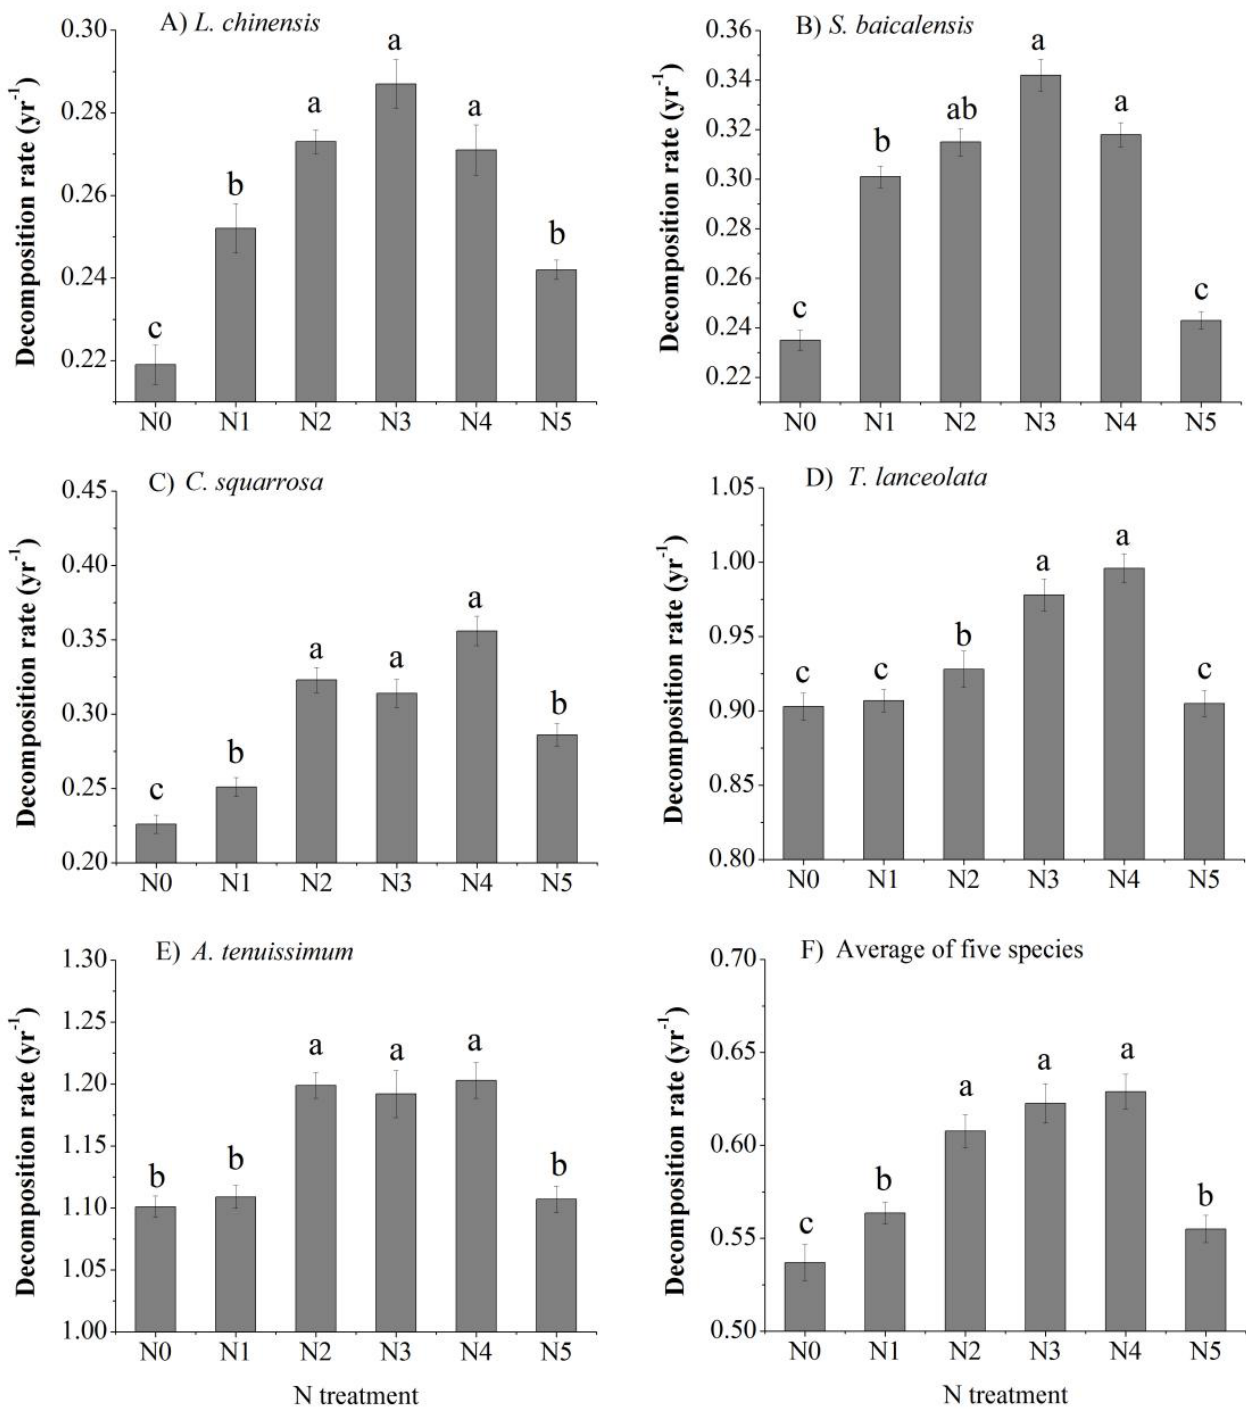 A) L. chinensis
Decomposition rate (yr-1)
0.30
0.28
0.26
0.24
0.22
c
b
a
a
a
b
N0 N1 N2 N3 N4 N5
B) S. baicalensis
Decomposition rate (yr-1)
0.36
0.34
0.32
0.30
0.28
0.26
0.24
0.22
c
b
ab
a
a
c
N0 N1 N2 N3 N4 N5
C) C. squarrosa
Decomposition rate (yr-1)
0.45
0.40
0.35
0.30
0.25
0.20
c
b
a
a
a
b
N0 N1 N2 N3 N4 N5
D) T. lanceolata
Decomposition rate (yr-1)
1.05
1.00
0.95
0.90
0.85
0.80
c
c
b
a
a
c
N0 N1 N2 N3 N4 N5
E) A. tenuissimum
Decomposition rate (yr-1)
1.30
1.25
1.20
1.15
1.10
1.05
1.00
b
b
a
a
a
b
N0 N1 N2 N3 N4 N5
N treatment
F) Average of five species
Decomposition rate (yr-1)
0.70
0.65
0.60
0.55
0.50
c
b
a
a
a
b
N0 N1 N2 N3 N4 N5
N treatment